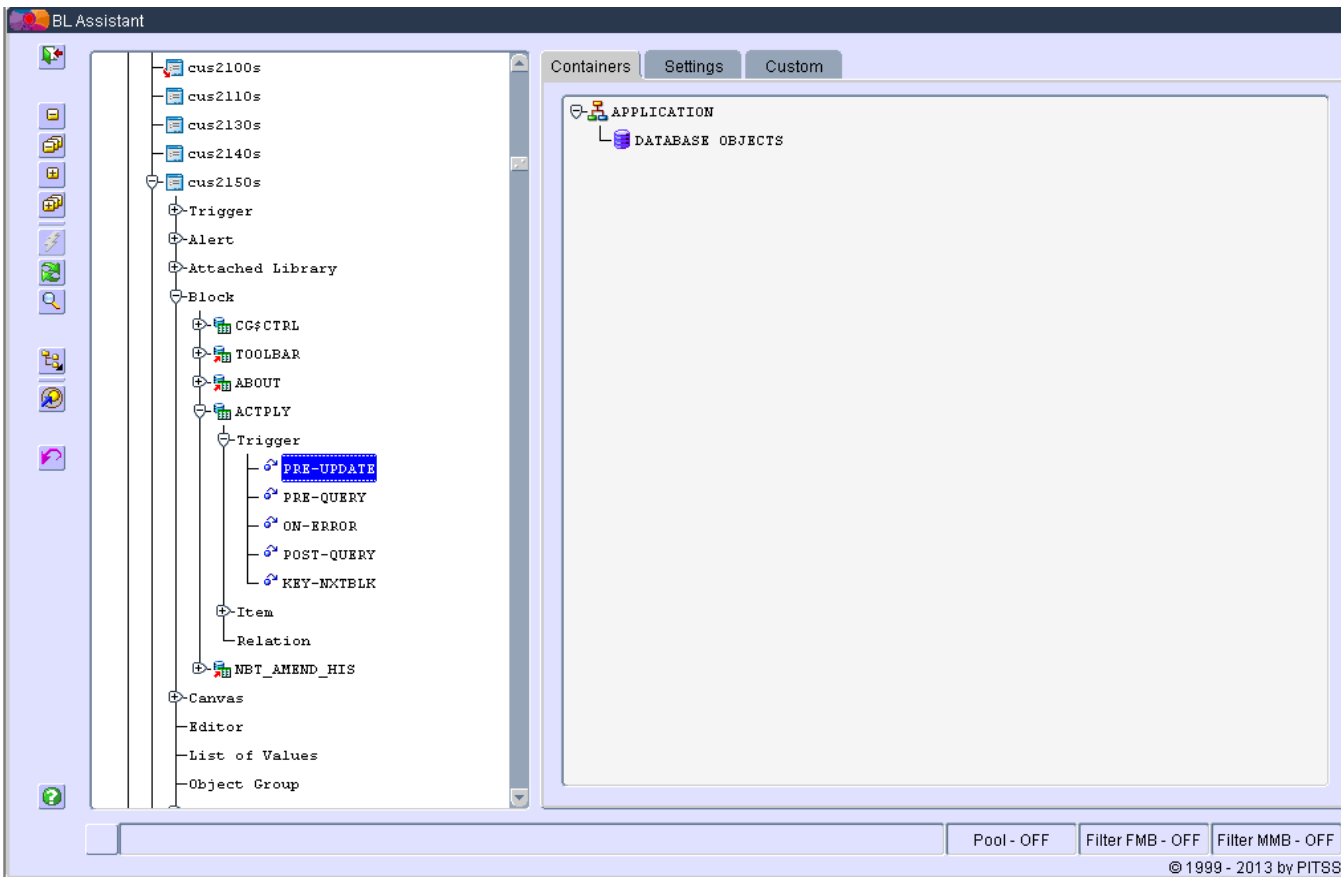 BL Assistant
cus2100s
cus2110s
cus2130s
cus2140s
cus2150s
Trigger
Alert
Attached Library
Block
CG$CTRL
TOOLBAR
ABOUT
ACTPLY
Trigger
PRE-UPDATE
PRE-QUERY
ON-ERROR
POST-QUERY
KEY-NXTBLK
Item
Relation
NBT_AMEND_HIS
Canvas
Editor
List of Values
Object Group
Containers Settings Custom
APPLICATION
DATABASE OBJECTS
Pool - OFF Filter FMB - OFF Filter MMB - OFF
© 1999 - 2013 by PITSS